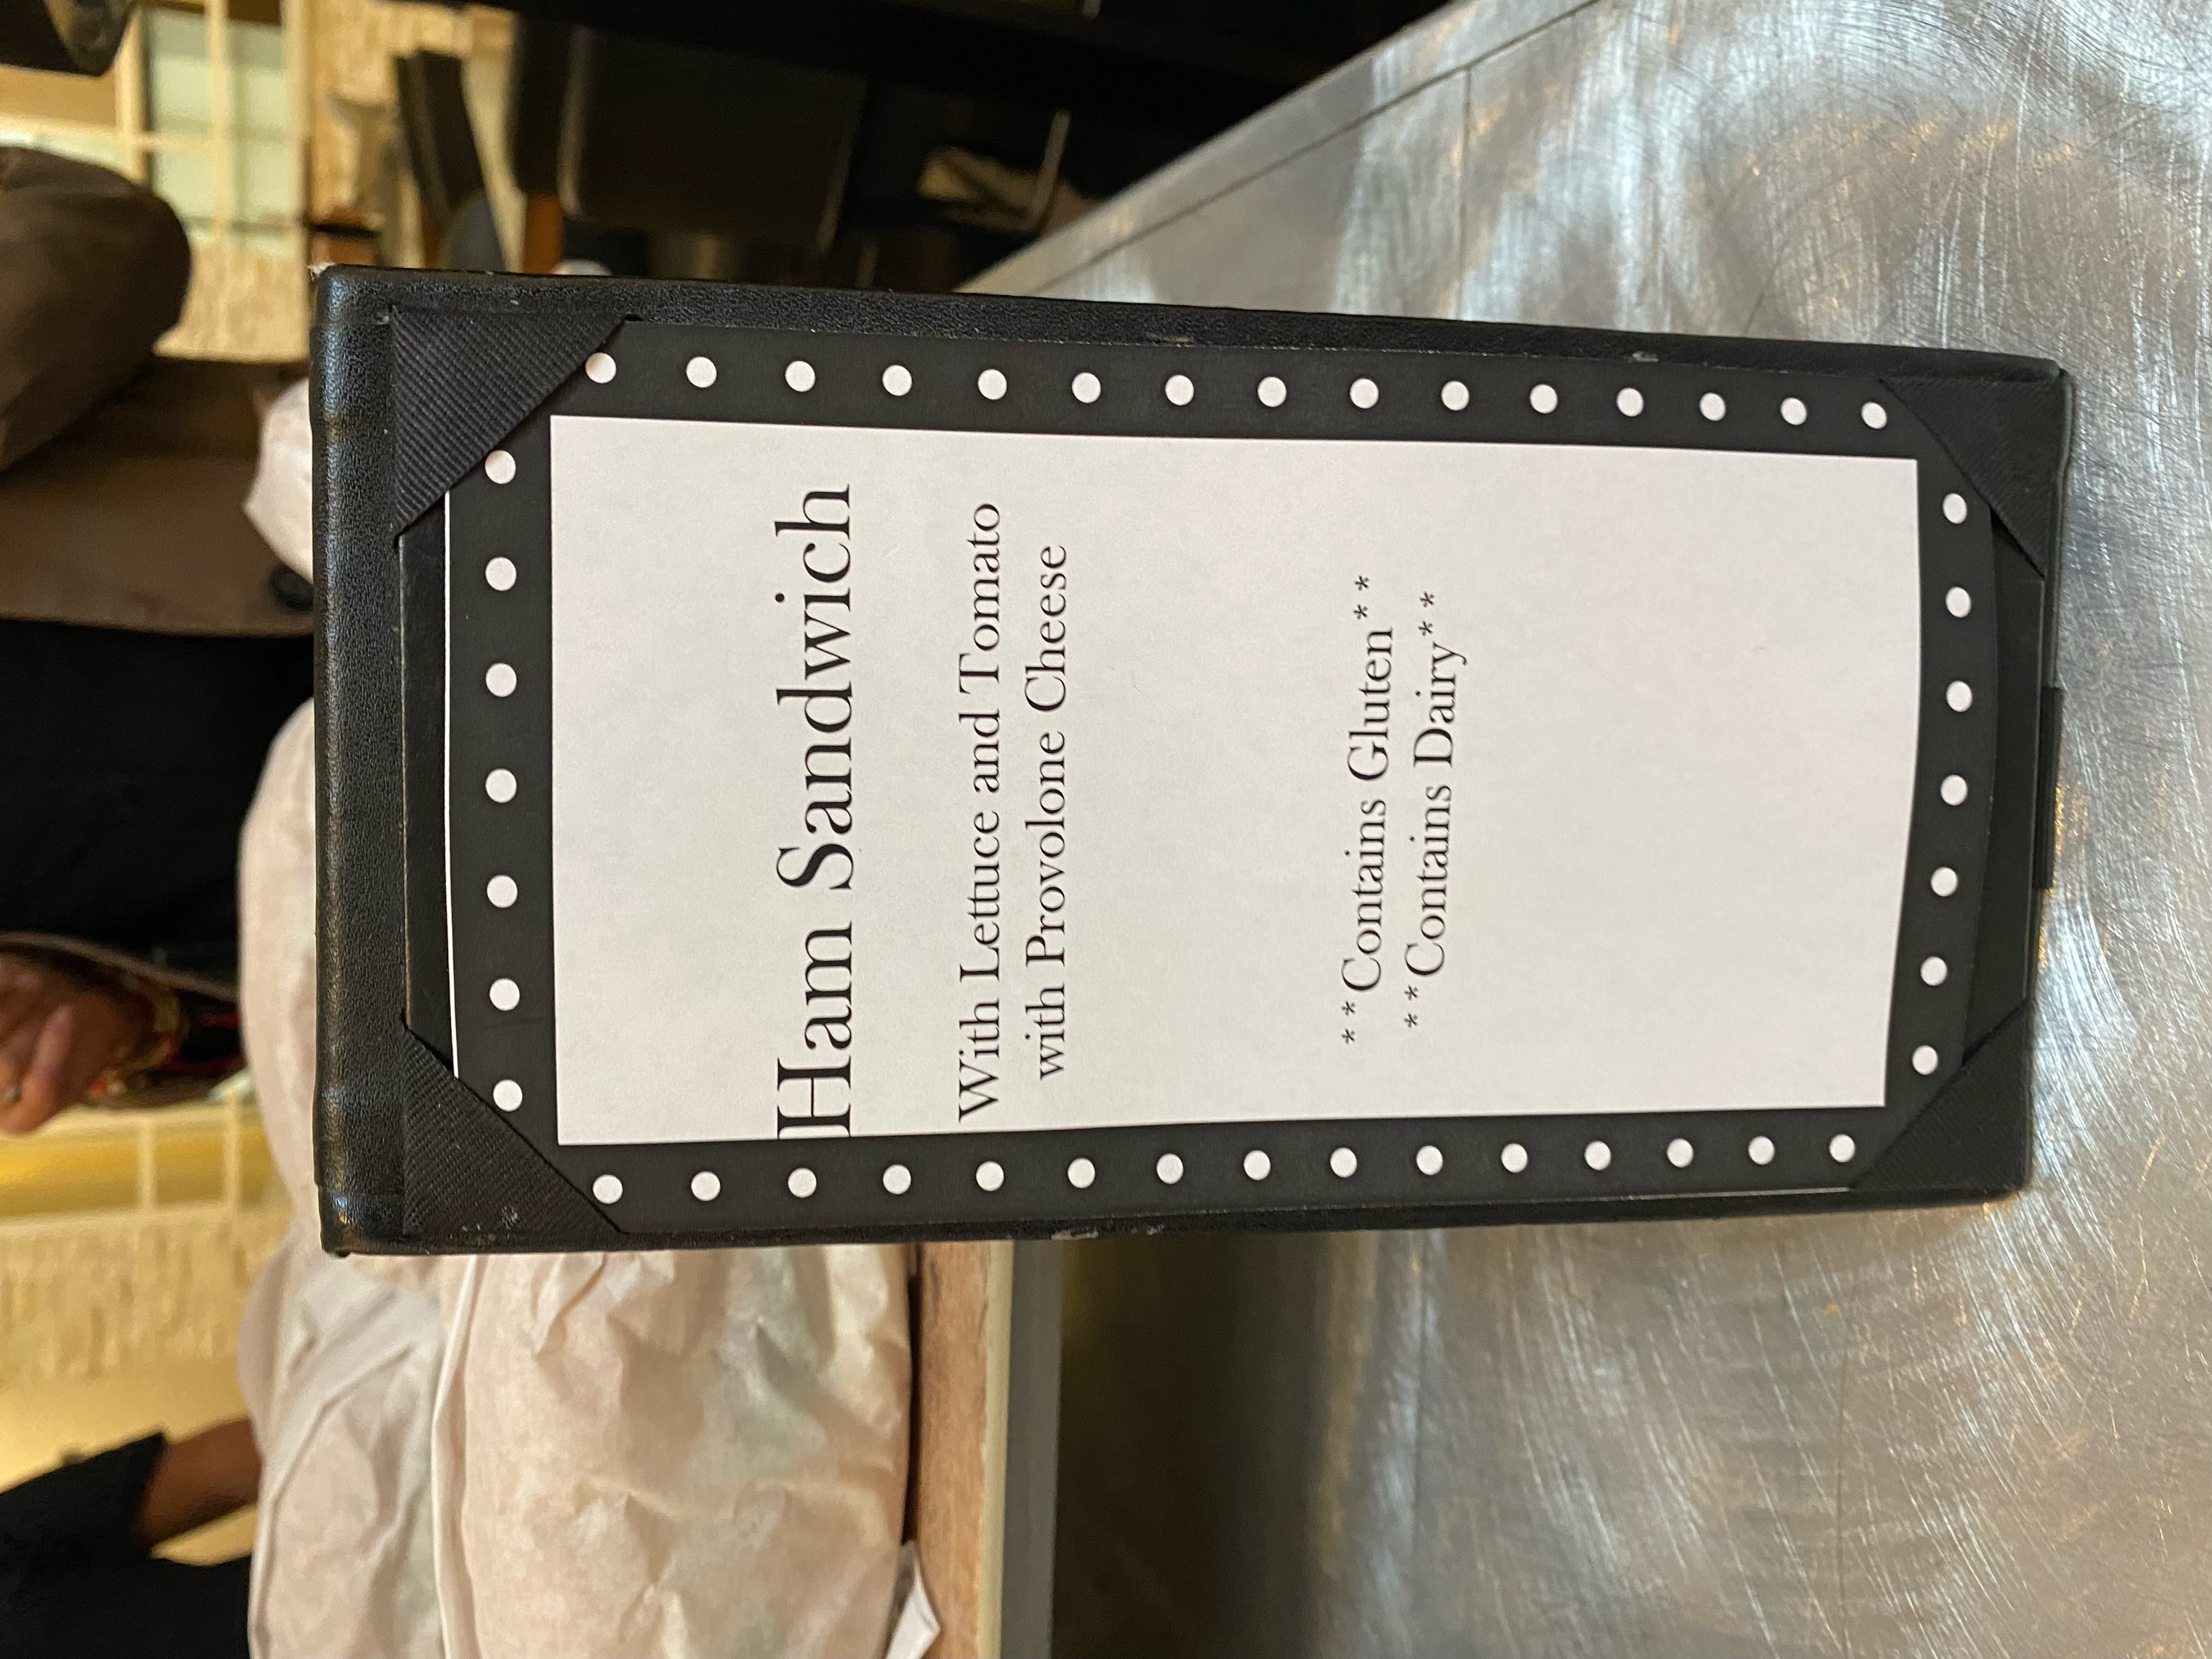 Ham Sandwich
With Lettuce and Tomato
with Provolone Cheese
**Contains Gluten**
**Contains Dairy**